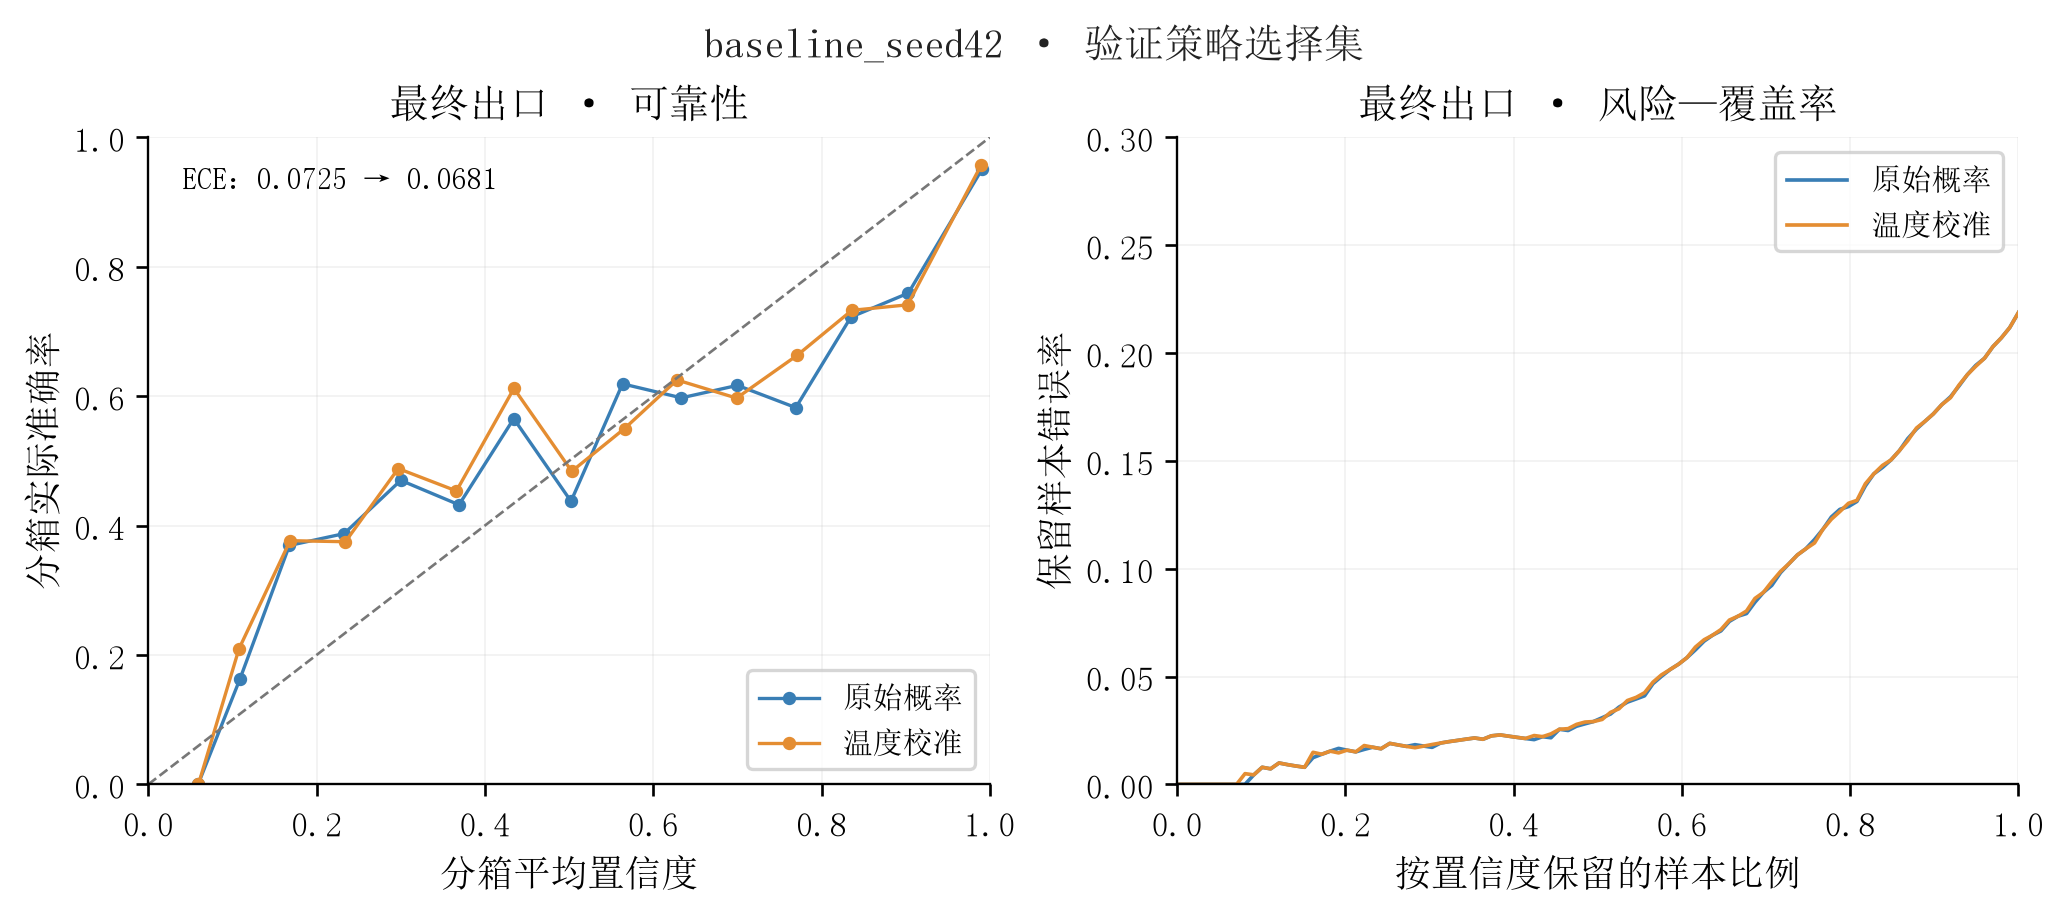 baseline_seed42 • 验证策略选择集
最终出口 • 可靠性
1.0
0.8
0.6
0.4
0.2
0.0
0.0 0.2 0.4 0.6 0.8 1.0
分箱实际准确率
分箱平均置信度
ECE: 0.0725 → 0.0681
原始概率
温度校准
最终出口 • 风险—覆盖率
0.30
0.25
0.20
0.15
0.10
0.05
0.00
0.0 0.2 0.4 0.6 0.8 1.0
保留样本错误率
按置信度保留的样本比例
原始概率
温度校准